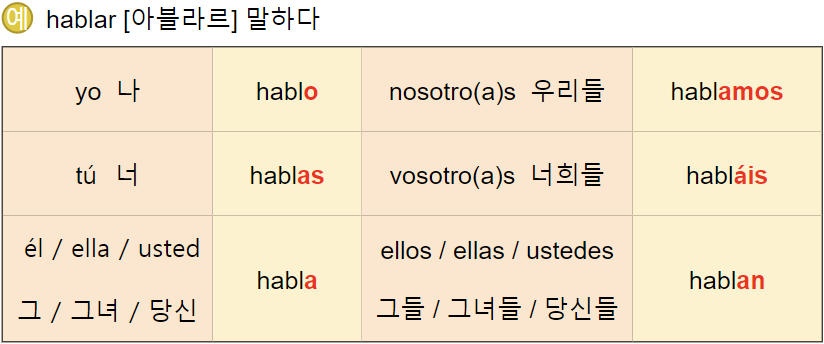 예 hablar [아블라르] 말하다
yo 나 hablo nosotro(a)s 우리들 hablamos
tú 너 hablas vosotro(a)s 너희들 habláis
él / ella / usted
그 / 그녀 / 당신
habla
ellos / ellas / ustedes
그들 / 그녀들 / 당신들
hablan